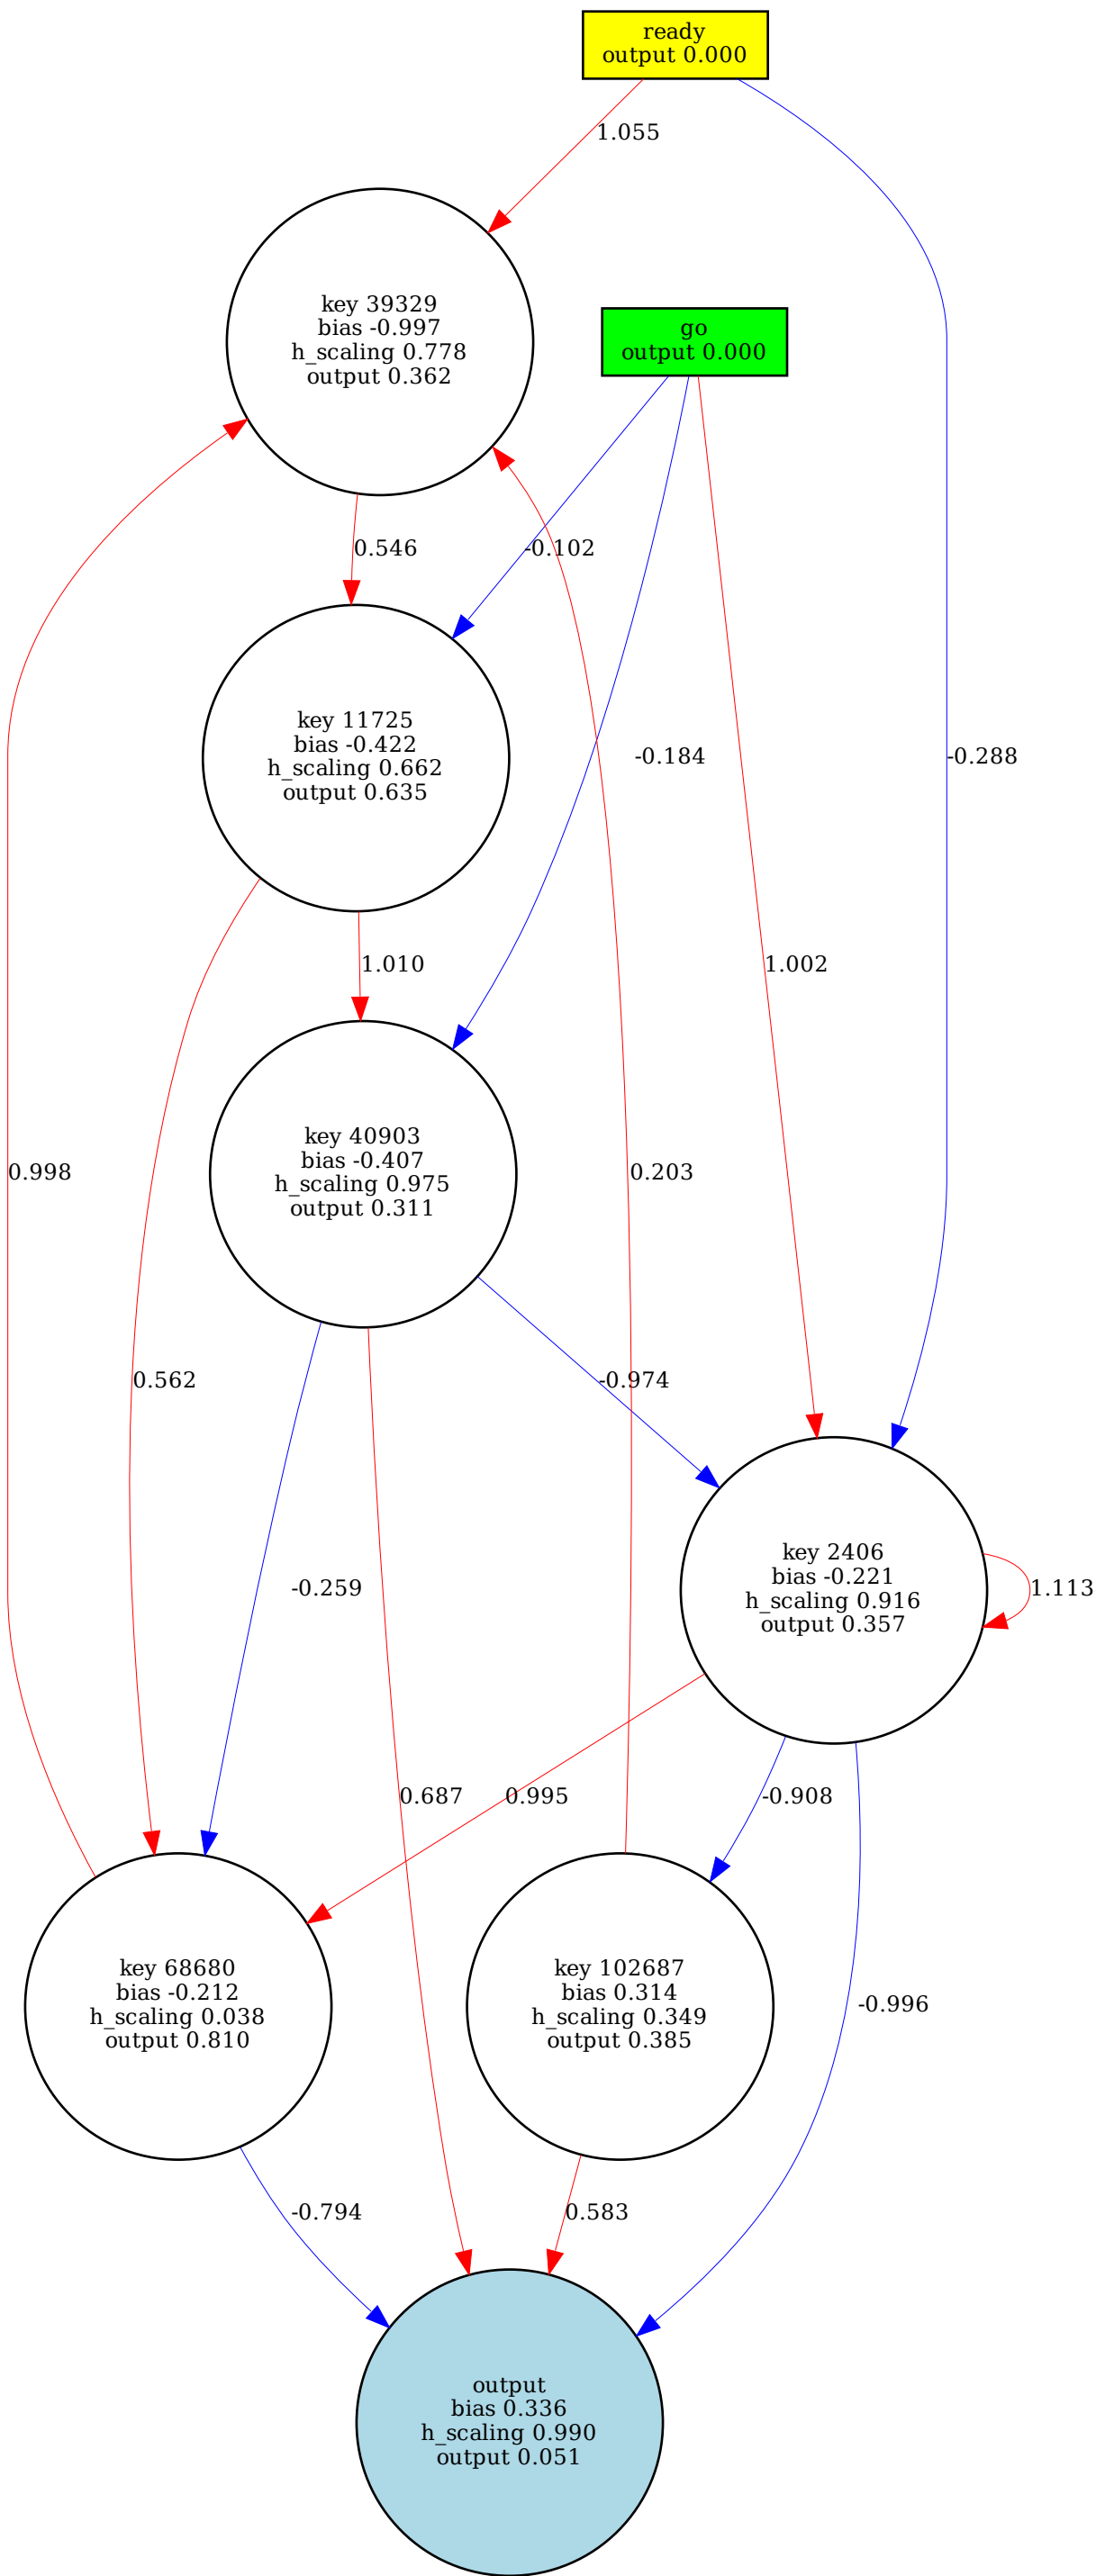 ready
output 0.000
1.055
key 39329
bias -0.997
h_scaling 0.778
output 0.362
go
output 0.000
0.546
-0.102
key 11725
bias -0.422
h_scaling 0.662
output 0.635
-0.184
-0.288
1.010
1.002
key 40903
bias -0.407
h_scaling 0.975
output 0.311
0.998
0.203
0.562
-0.974
key 2406
bias -0.221
h_scaling 0.916
output 0.357
-0.259
1.113
0.687
0.995
-0.908
key 68680
bias -0.212
h_scaling 0.038
output 0.810
key 102687
bias 0.314
h_scaling 0.349
output 0.385
-0.996
-0.794
0.583
output
bias 0.336
h_scaling 0.990
output 0.051